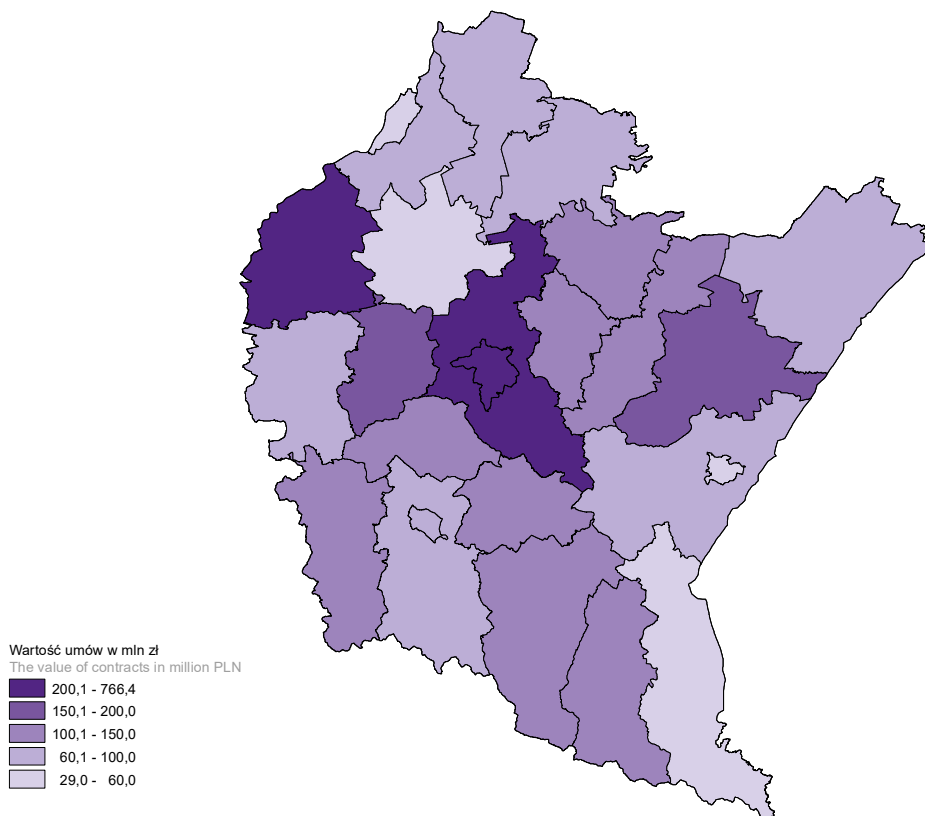 Wartość umów w mln zł
The value of contracts in million PLN
200,1 - 766,4
150,1 - 200,0
100,1 - 150,0
60,1 - 100,0
29,0 - 60,0